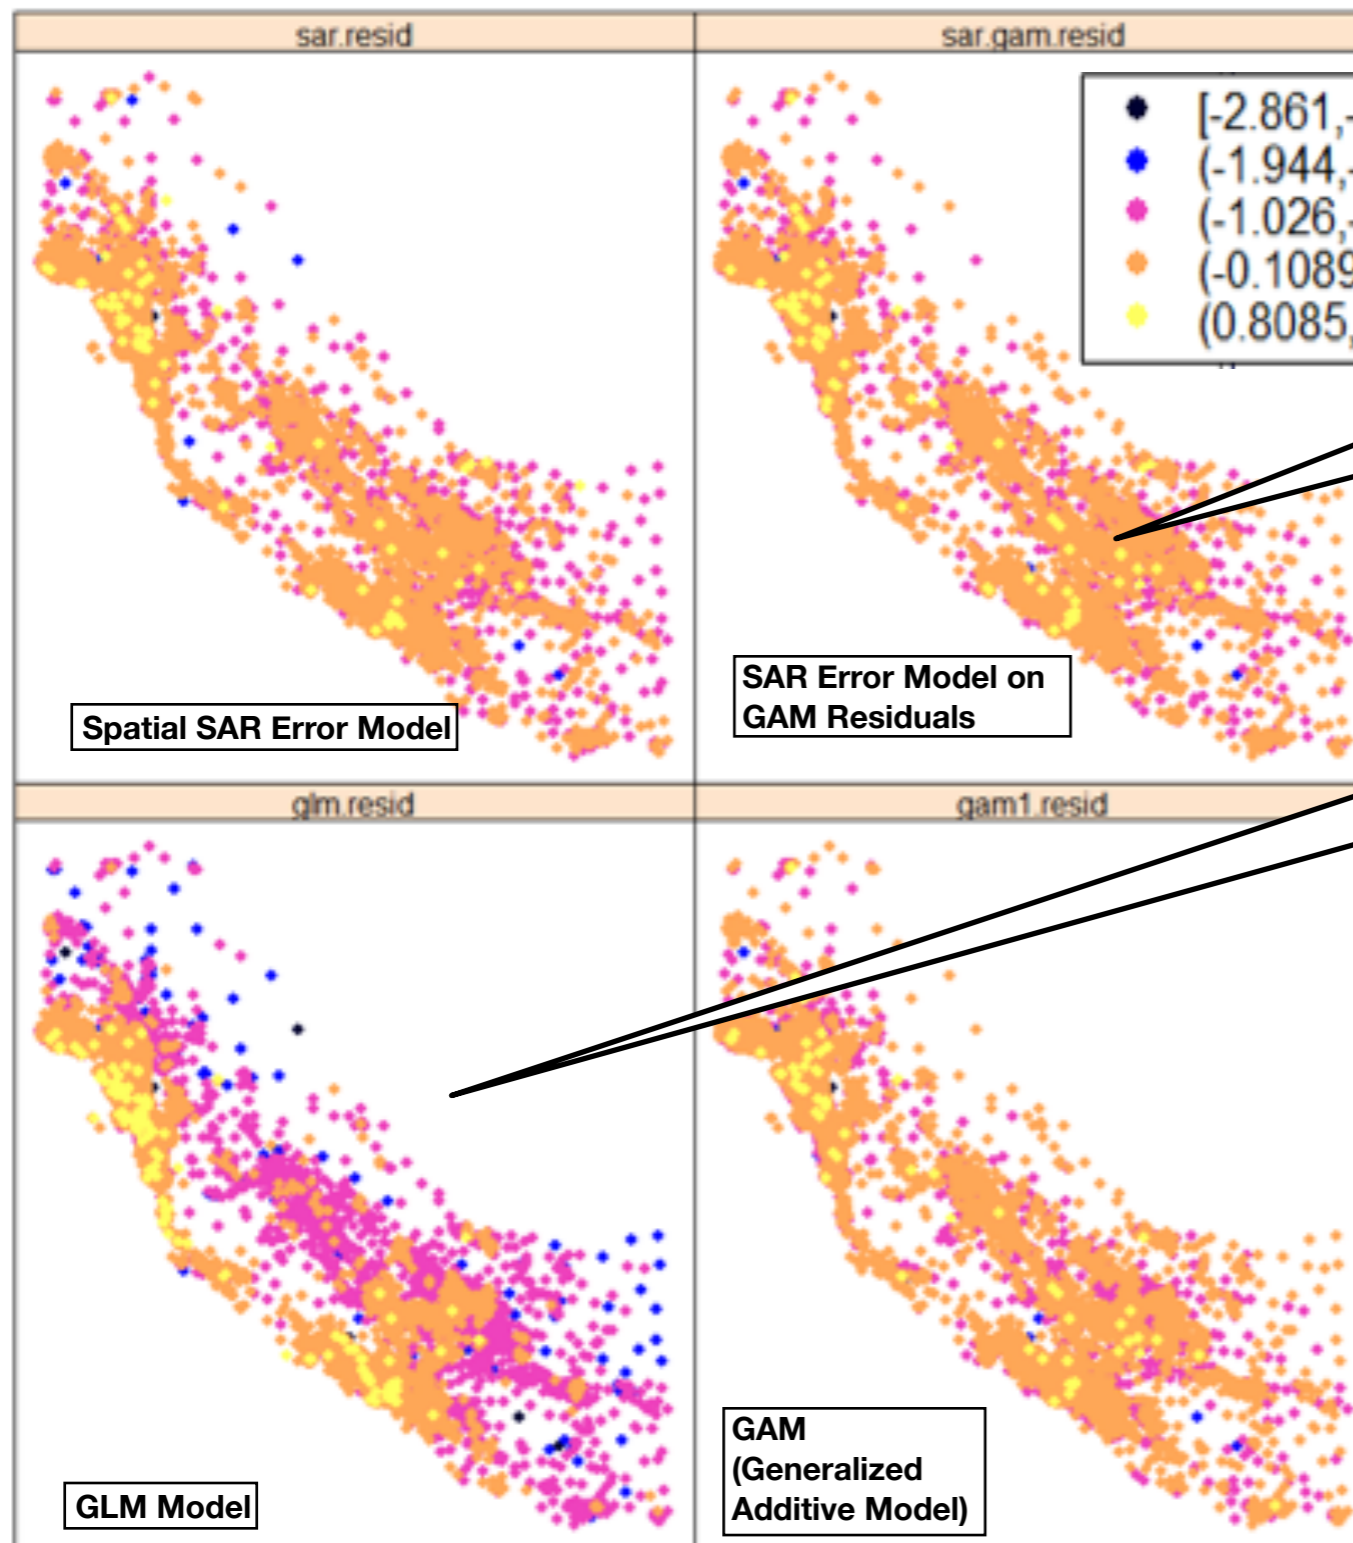 sar.resid
sar.gam.resid
[-2.861,-
(-1.944,-
(-1.026,-
(-0.1089
(0.8085,
Spatial SAR Error Model
SAR Error Model on
GAM Residuals
glm.resid
gam1.resid
GLM Model
GAM
(Generalized
Additive Model)